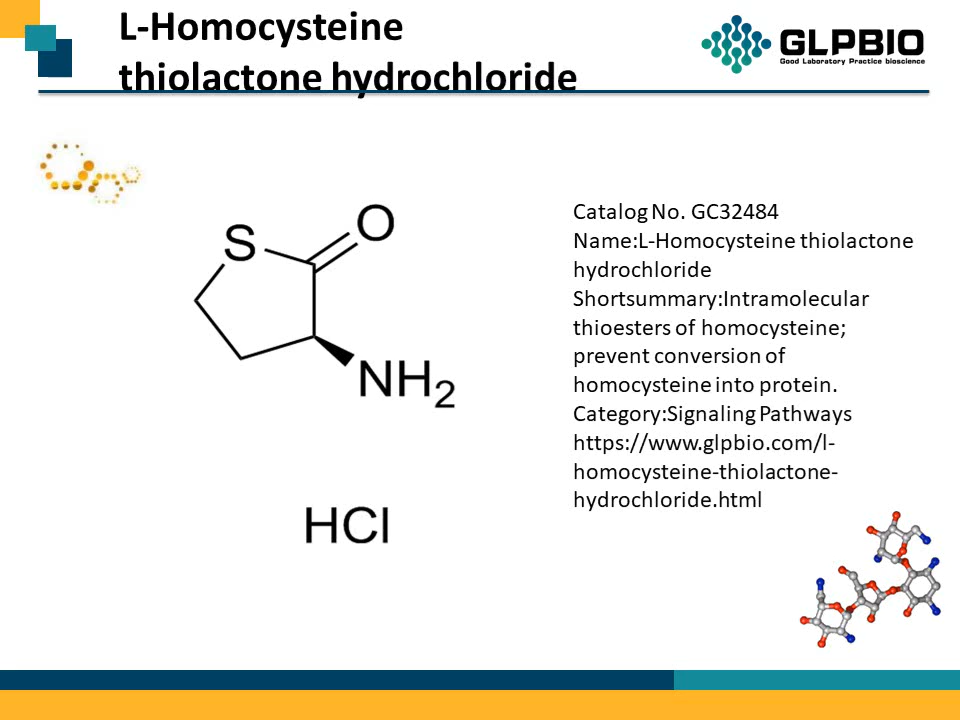 L-Homocysteine
thiolactone hydrochloride
GLPBIO
Good Laboratory Practice bioscience
S
O
NH2
HCl
Catalog No. GC32484
Name:L-Homocysteine thiolactone
hydrochloride
Shortsummary:Intramolecular
thioesters of homocysteine;
prevent conversion of
homocysteine into protein.
Category:Signaling Pathways
https://www.glpbio.com/l-
homocysteine-thiolactone-
hydrochloride.html